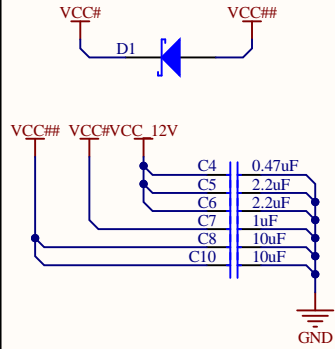 VCC# VCC##
D1
VCC## VCC# VCC_12V
C4 0.47uF
C5 2.2uF
C6 2.2uF
C7 1uF
C8 10uF
C10 10uF
GND